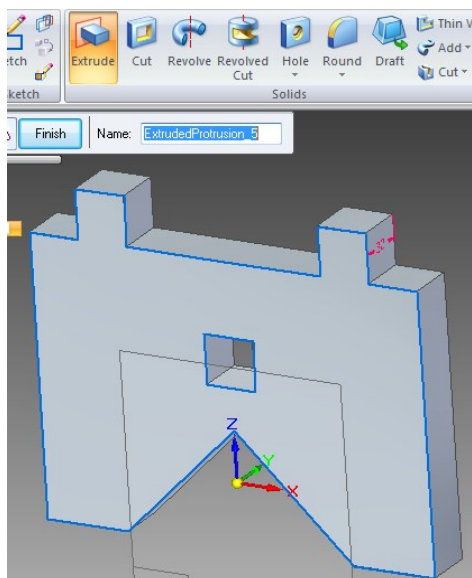 Thin W
Add
Cut
etch
Extrude Cut Revolve Revolved Cut Hole Round Draft
ketch
Solids
Finish Name: ExtrudedProtrusion_5
Z
Y
X